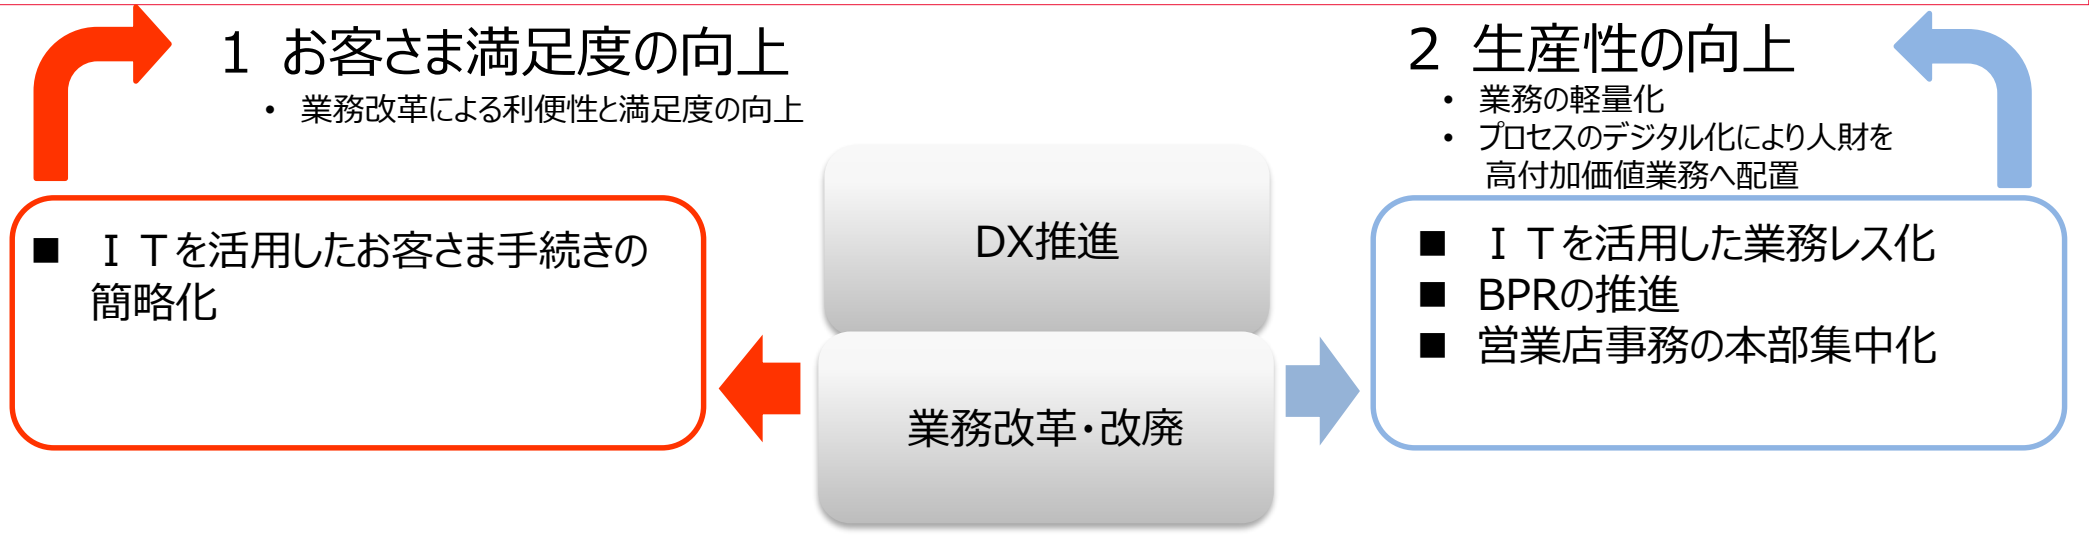 1 お客さま満足度の向上
• 業務改革による利便性と満足度の向上
■ ＩＴを活用したお客さま手続きの
簡略化
DX推進
業務改革・改廃
2 生産性の向上
• 業務の軽量化
• プロセスのデジタル化により人財を
高付加価値業務へ配置
■ ＩＴを活用した業務レス化
■ BPRの推進
■ 営業店事務の本部集中化